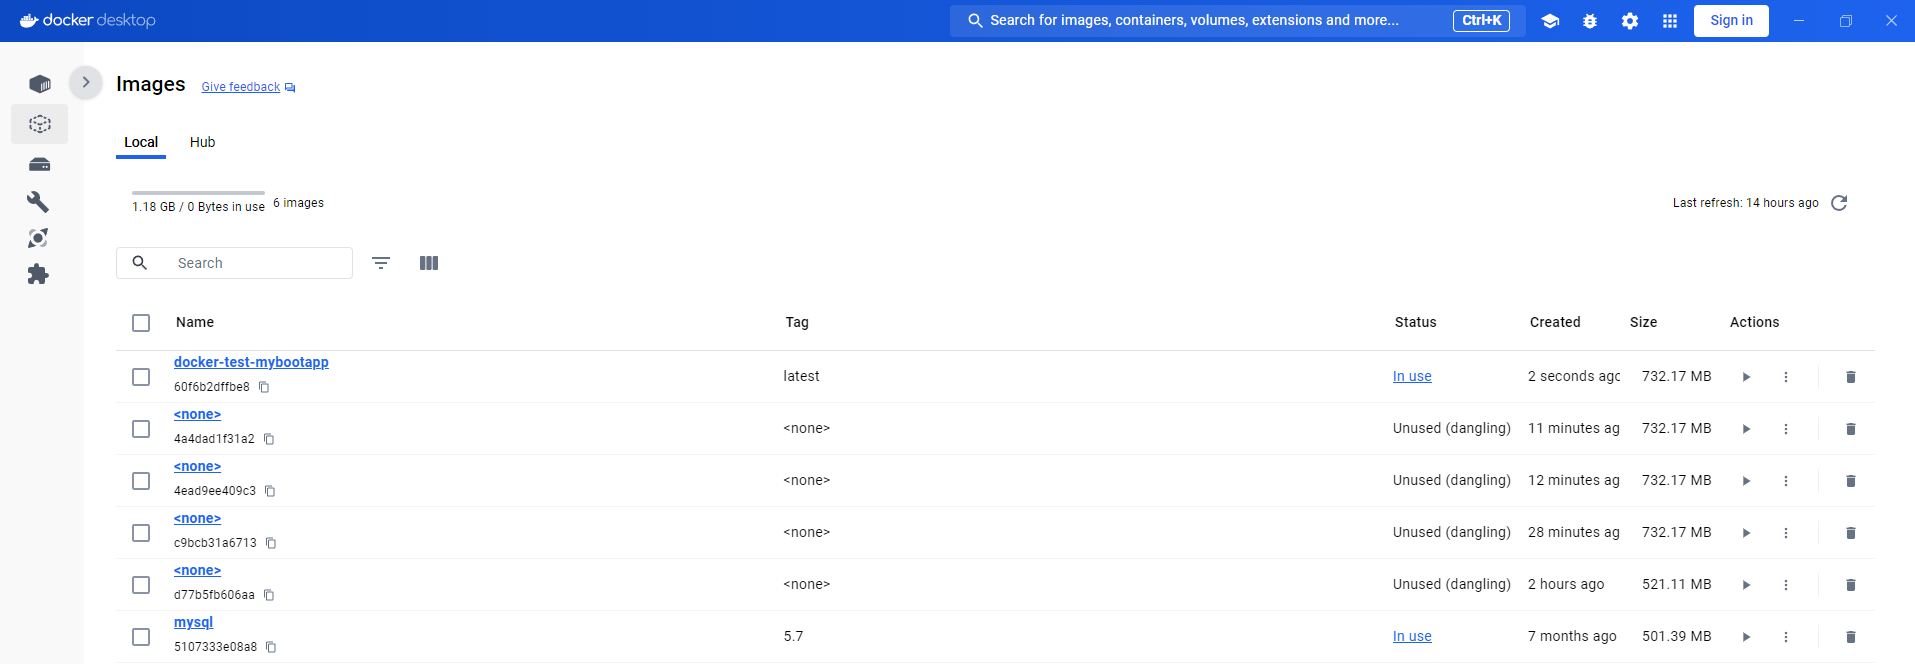 docker desktop
Search for images, containers, volumes, extensions and more...
Ctrl+K
Sign in
Images
Give feedback
Local
Hub
1.18 GB / 0 Bytes in use
6 images
Last refresh: 14 hours ago
Search
Name Tag Status Created Size Actions
docker-test-mybootapp
60f6b2dffbe8
latest In use 2 seconds agc 732.17 MB
<none>
4a4dad1f31a2
<none> Unused (dangling) 11 minutes ag 732.17 MB
<none>
4ead9ee409c3
<none> Unused (dangling) 12 minutes ag 732.17 MB
<none>
c9bcb31a6713
<none> Unused (dangling) 28 minutes ag 732.17 MB
<none>
d77b5fb606aa
<none> Unused (dangling) 2 hours ago 521.11 MB
mysql
5107333e08a8
5.7 In use 7 months ago 501.39 MB